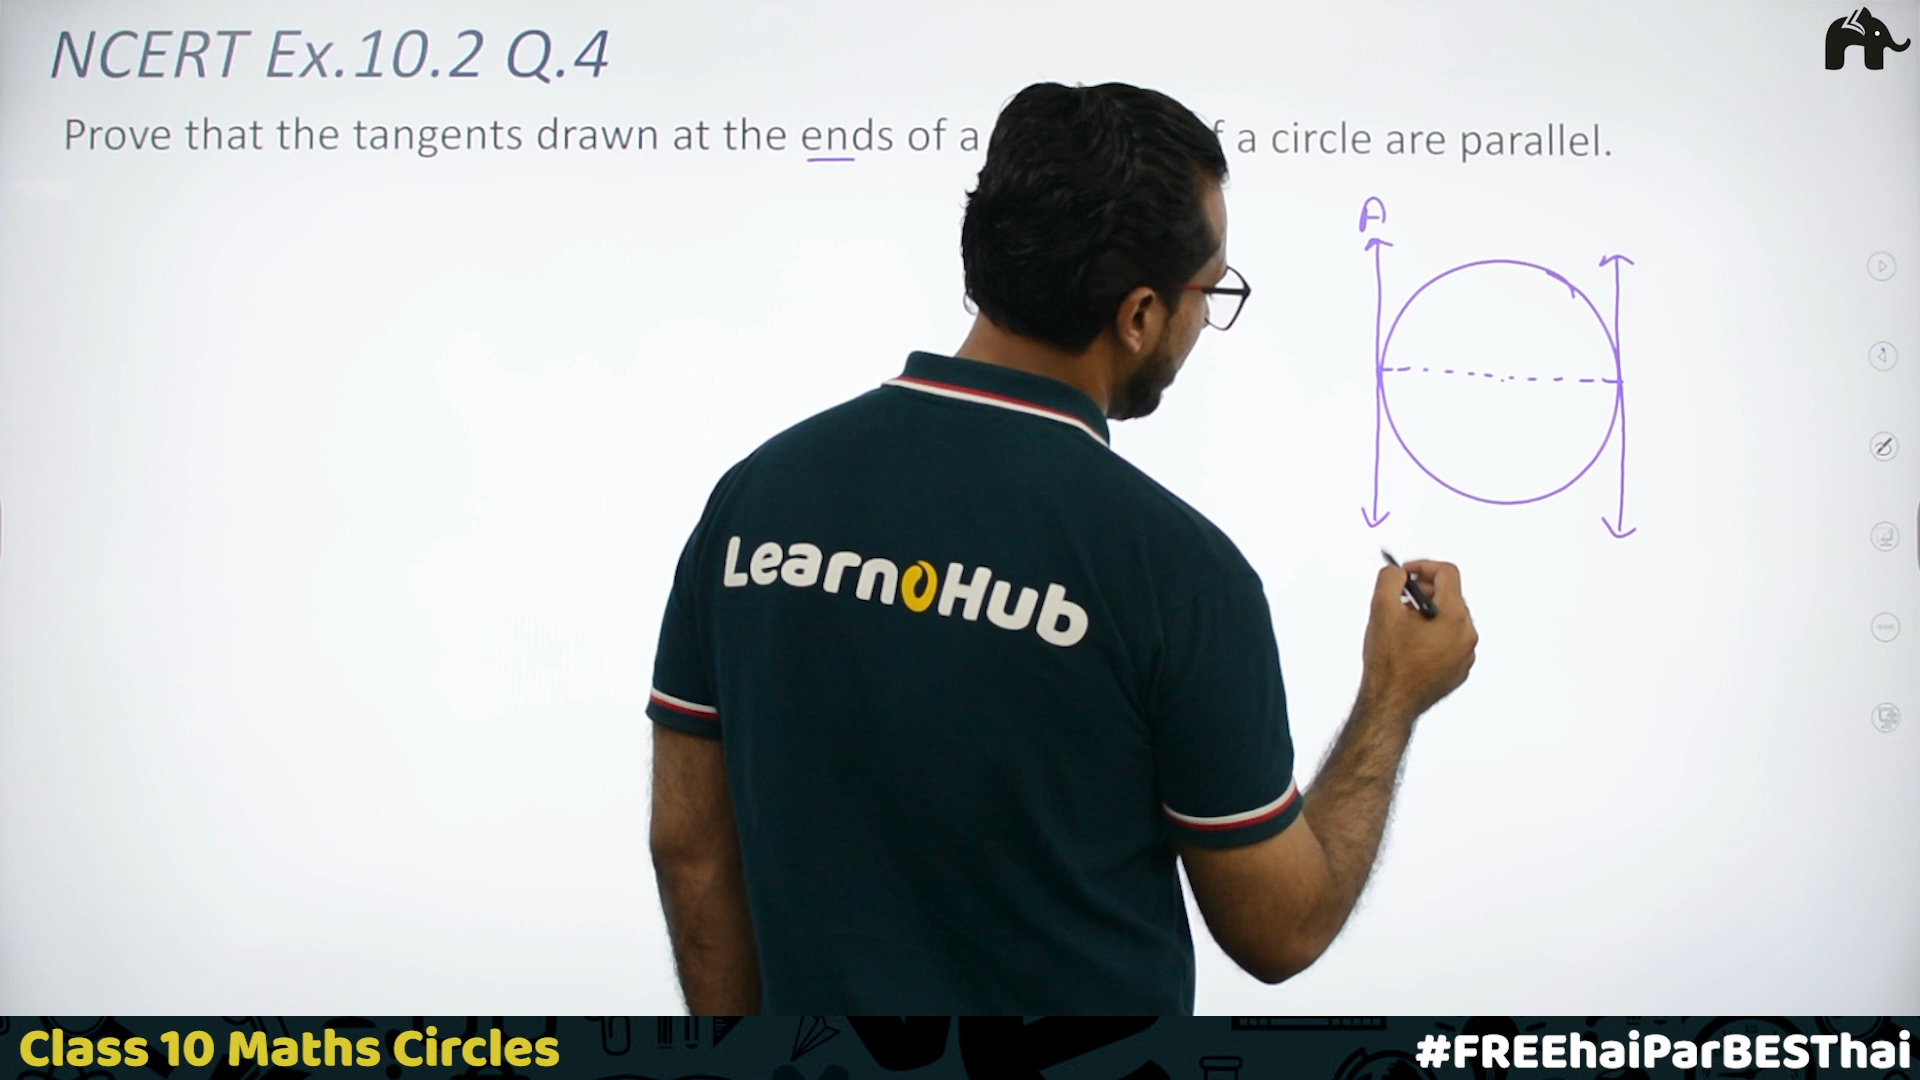 NCERT Ex.10.2 Q.4
Prove that the tangents drawn at the ends of a a circle are parallel.
A
LearnoHub
Class 10 Maths Circles
#FREEhaiParBESThai